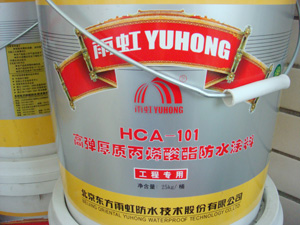 雨虹 YUHONG
雨虹
YUHONG
HCA-101
高弹厚质丙烯酸酯防水涂料
工程专用
净含量: 25kg/桶
北京东方雨虹防水技术股份有限公司
BEIJING ORIENTAL YUHONG WATERPROOF TECHNOLOGY CO.,LTD